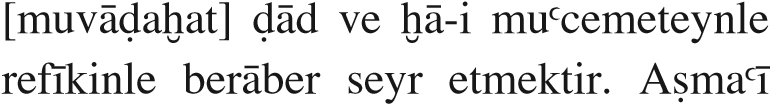 [muvāḍaḫat] ḍād ve ḫā-i muʿcemeteynle
refīkinle berāber seyr etmektir. Aṣmaʿī